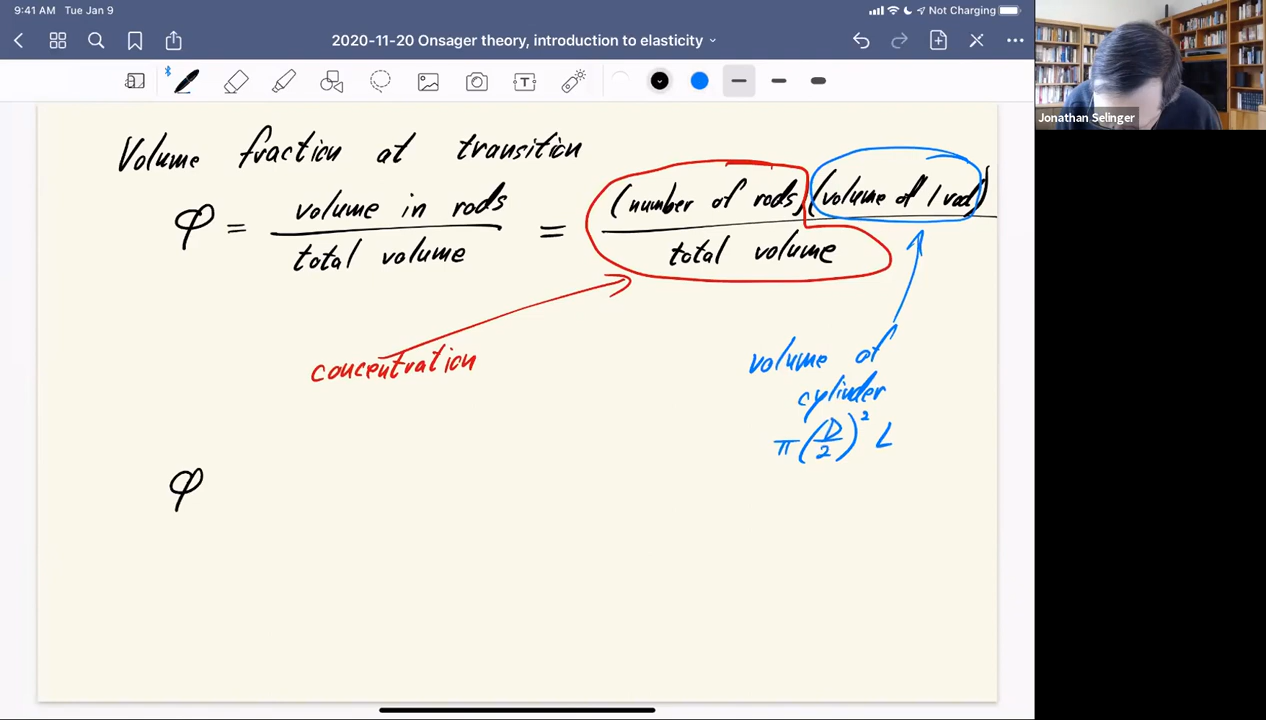 9:41 AM Tue Jan 9
Not Charging
2020-11-20 Onsager theory, introduction to elasticity
Jonathan Selinger
Volume fraction at transition
φ = volume in rods / total volume = (number of rods)(volume of 1 rod) / total volume
concentration
volume of
cylinder
π(D/2)² L
φ